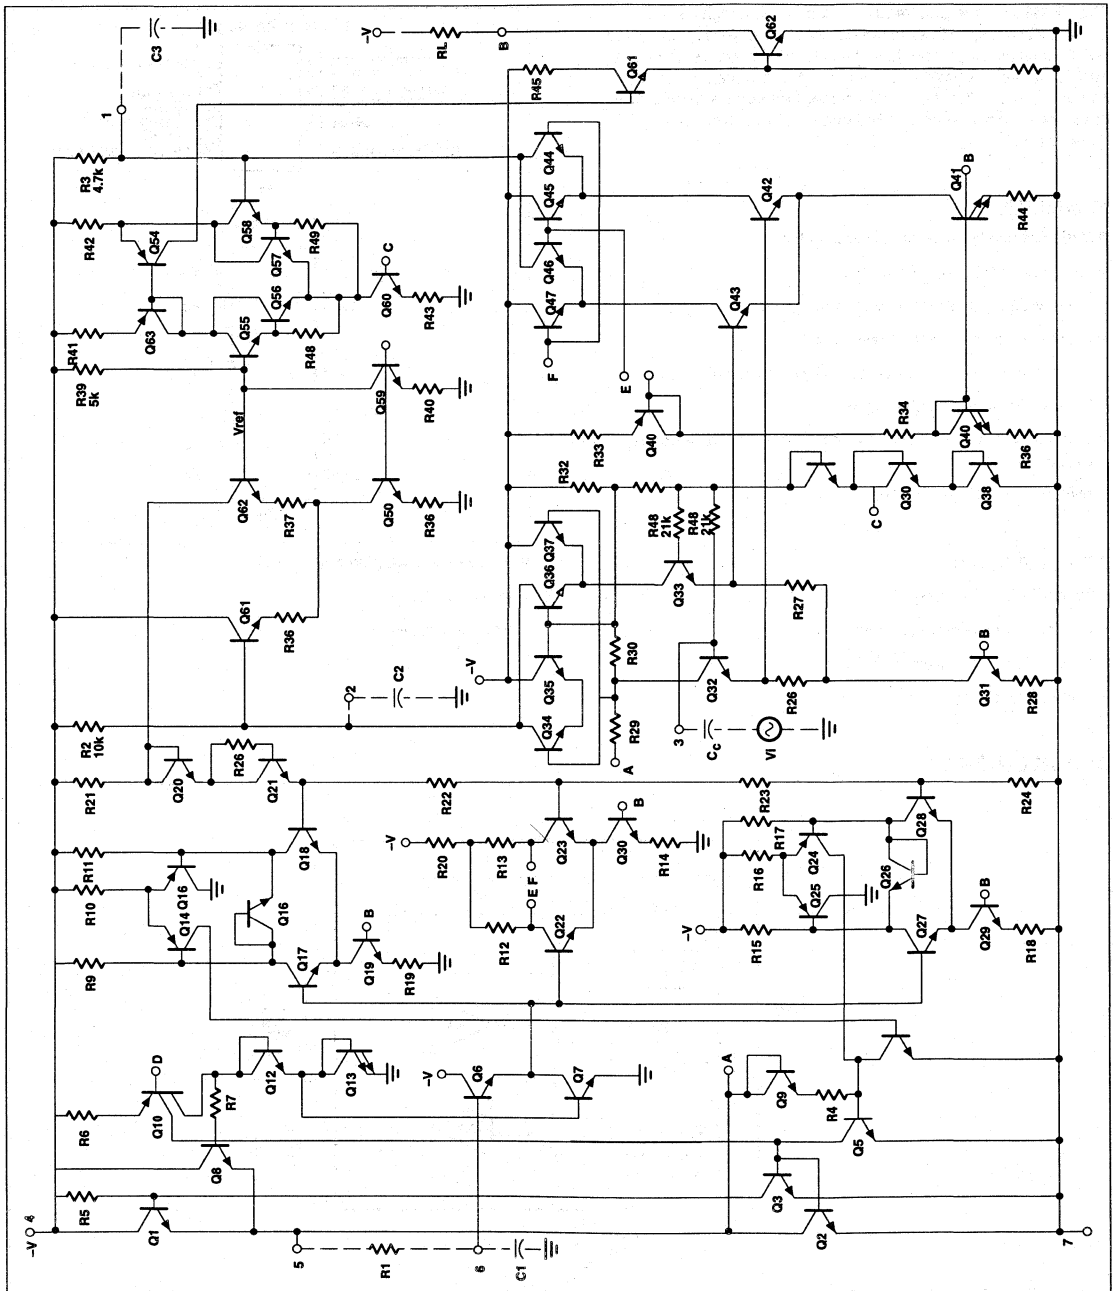 –V 4
R5
Q1
R6
Q10
D
R7
Q8
Q12
Q13
5
R1
6
C1
–V
Q6
Q7
A
Q9
R4
Q5
Q3
Q2
7
R9
R10
R11
Q14
Q16
Q16
Q17
Q18
Q19
B
R19
R21
Q20
R26
Q21
R22
–V
R20
R13
R12
E
F
Q22
Q23
Q30
B
R14
R23
R24
–V
R15
R16
R17
Q25
Q24
Q26
Q27
Q28
Q29
B
R18
R2
10k
2
C2
Q61
R36
Q62
R37
Q50
R36
Vref
R39
5k
R41
Q63
Q54
R42
Q55
Q56
Q57
Q58
R48
R49
Q59
R40
Q60
C
R43
R3
4.7k
1
C3
–V
Q34
Q35
Q36
Q37
R29
A
R30
3
Cc
Vi
Q32
Q33
R26
R27
Q31
B
R28
R32
R48
21k
R48
21k
C
Q30
Q38
R33
Q40
R34
Q40
R36
E
F
Q47
Q46
Q45
Q44
Q43
Q42
Q41
B
R44
R45
Q61
–V
RL
B
Q62